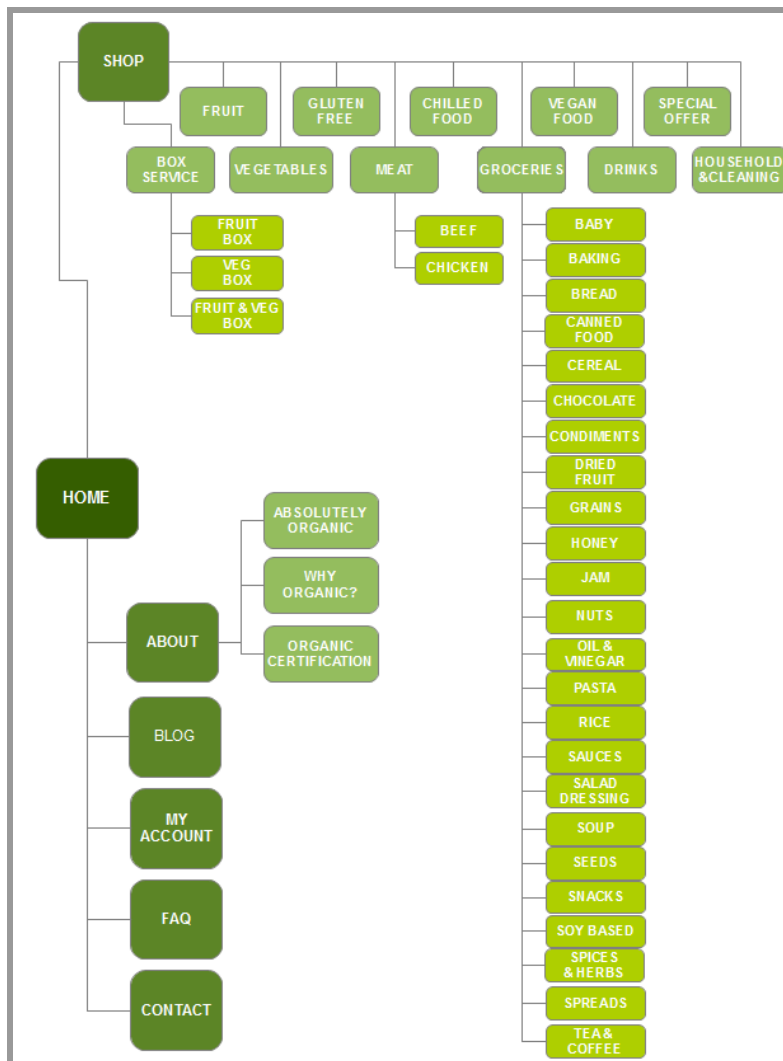 SHOP
FRUIT
GLUTEN
FREE
CHILLED
FOOD
VEGAN
FOOD
SPECIAL
OFFER
BOX
SERVICE
VEGETABLES
MEAT
GROCERIES
DRINKS
HOUSEHOLD
&CLEANING
FRUIT
BOX
VEG
BOX
FRUIT & VEG
BOX
BEEF
CHICKEN
BABY
BAKING
BREAD
CANNED
FOOD
CEREAL
CHOCOLATE
CONDIMENTS
DRIED
FRUIT
GRAINS
HONEY
JAM
NUTS
OIL &
VINEGAR
PASTA
RICE
SAUCES
SALAD
DRESSING
SOUP
SEEDS
SNACKS
SOY BASED
SPICES
& HERBS
SPREADS
TEA &
COFFEE
HOME
ABOUT
ABSOLUTELY
ORGANIC
WHY
ORGANIC?
ORGANIC
CERTIFICATION
BLOG
MY
ACCOUNT
FAQ
CONTACT